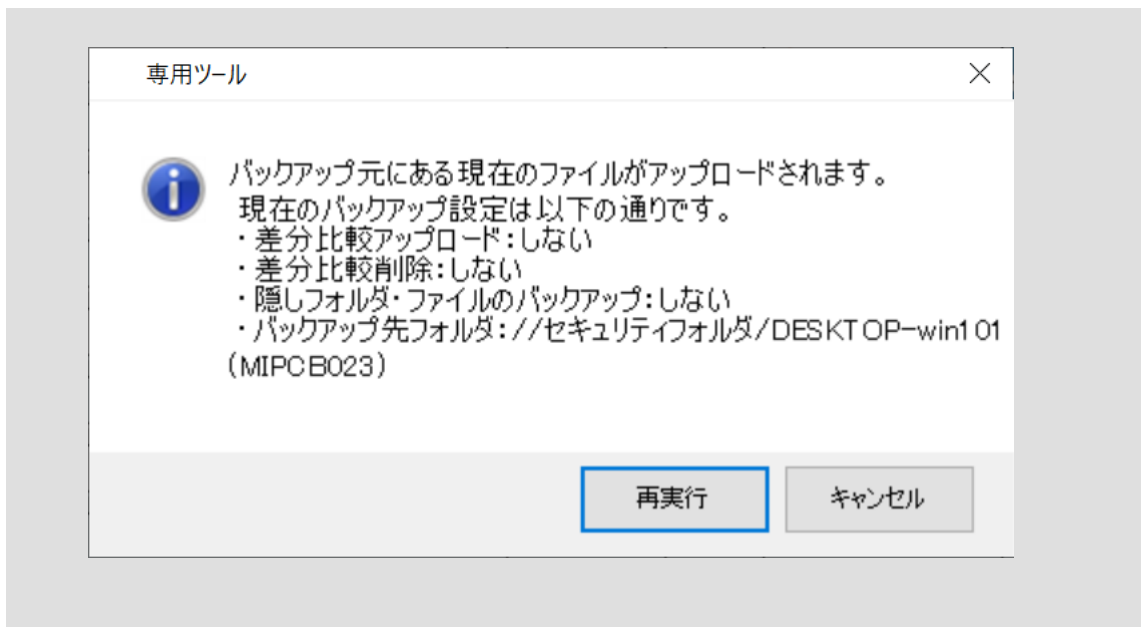 専用ツール
バックアップ元にある現在のファイルがアップロードされます。
現在のバックアップ設定は以下の通りです。
・差分比較アップロード：しない
・差分比較削除：しない
・隠しフォルダ・ファイルのバックアップ：しない
・バックアップ先フォルダ：//セキュリティフォルダ/DESKTOP-win101
(MIPCB023)
再実行
キャンセル